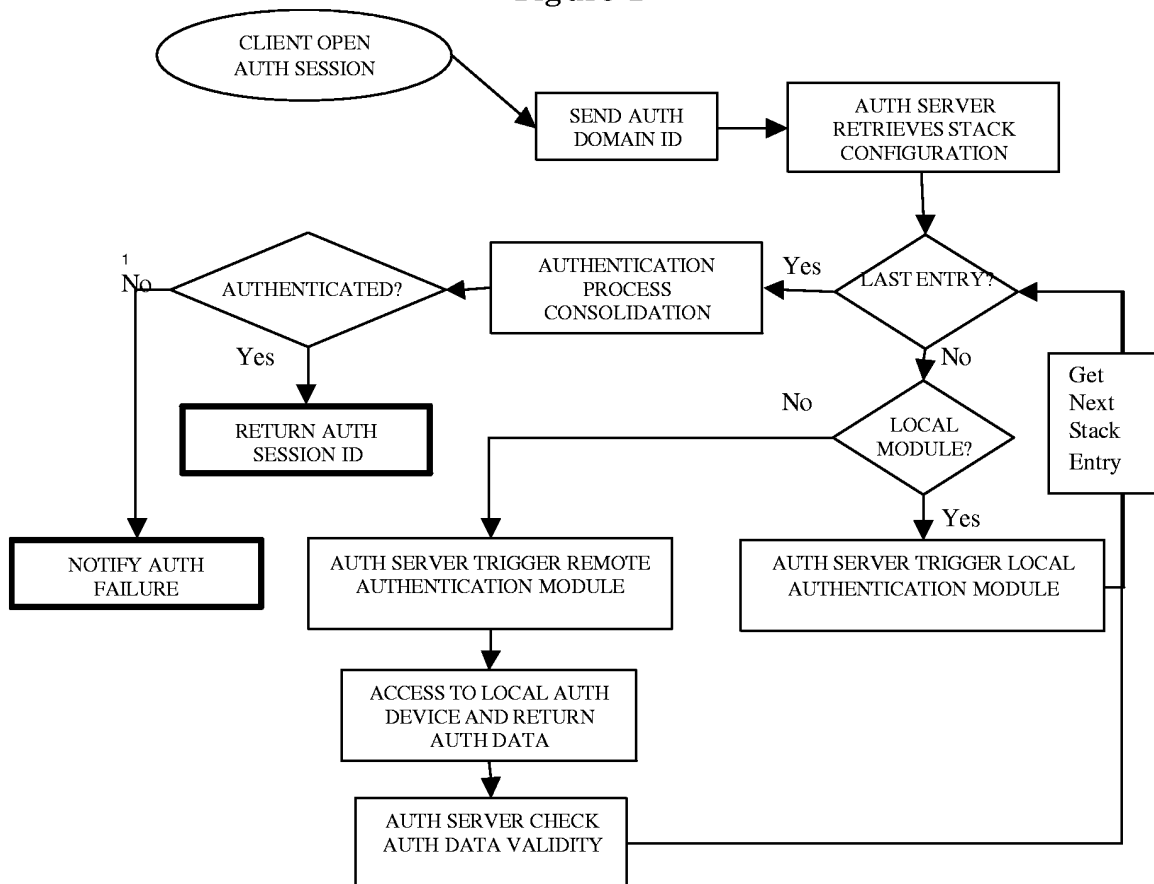 CLIENT OPEN
AUTH SESSION
SEND AUTH
DOMAIN ID
AUTH SERVER
RETRIEVES STACK
CONFIGURATION
LAST ENTRY?
Yes
AUTHENTICATION
PROCESS
CONSOLIDATION
AUTHENTICATED?
1
No
Yes
RETURN AUTH
SESSION ID
NOTIFY AUTH
FAILURE
No
LOCAL
MODULE?
No
Yes
Get
Next
Stack
Entry
AUTH SERVER TRIGGER REMOTE
AUTHENTICATION MODULE
AUTH SERVER TRIGGER LOCAL
AUTHENTICATION MODULE
ACCESS TO LOCAL AUTH
DEVICE AND RETURN
AUTH DATA
AUTH SERVER CHECK
AUTH DATA VALIDITY